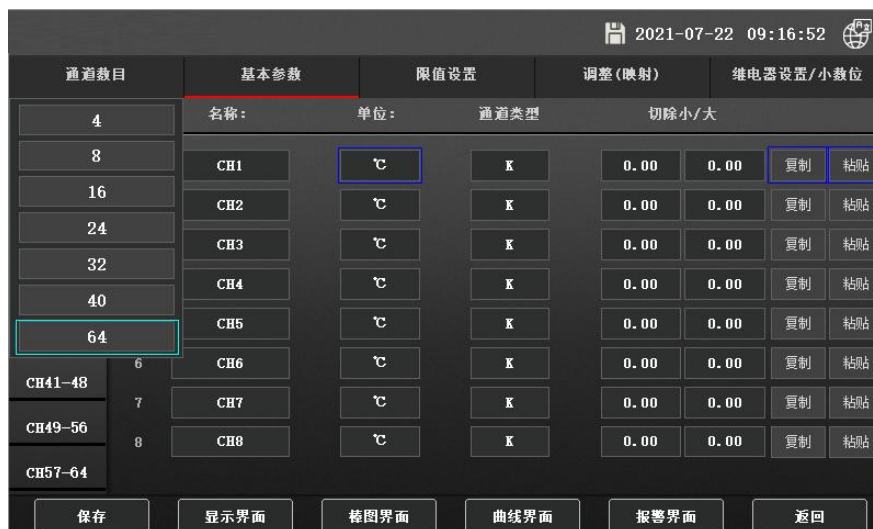 2021-07-22 09:16:52
通道数目 基本参数 限值设置 调整(映射) 继电器设置/小数位
名称: 单位: 通道类型 切除小/大
4
8
16
24
32
40
64
CH1 ℃ K 0.00 0.00 复制 粘贴
CH2 ℃ K 0.00 0.00 复制 粘贴
CH3 ℃ K 0.00 0.00 复制 粘贴
CH4 ℃ K 0.00 0.00 复制 粘贴
CH5 ℃ K 0.00 0.00 复制 粘贴
6 CH6 ℃ K 0.00 0.00 复制 粘贴
7 CH7 ℃ K 0.00 0.00 复制 粘贴
8 CH8 ℃ K 0.00 0.00 复制 粘贴
CH41-48
CH49-56
CH57-64
保存 显示界面 棒图界面 曲线界面 报警界面 返回